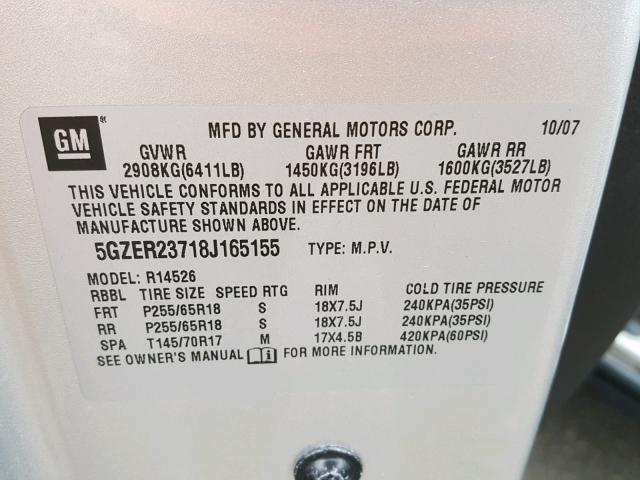 GM ® MFD BY GENERAL MOTORS CORP. 10/07
GVWR GAWR FRT GAWR RR
2908KG(6411LB) 1450KG(3196LB) 1600KG(3527LB)
THIS VEHICLE CONFORMS TO ALL APPLICABLE U.S. FEDERAL MOTOR
VEHICLE SAFETY STANDARDS IN EFFECT ON THE DATE OF
MANUFACTURE SHOWN ABOVE.
5GZER23718J165155 TYPE: M.P.V.
MODEL: R14526
RBBL TIRE SIZE SPEED RTG RIM COLD TIRE PRESSURE
FRT P255/65R18 S 18X7.5J 240KPA(35PSI)
RR P255/65R18 S 18X7.5J 240KPA(35PSI)
SPA T145/70R17 M 17X4.5B 420KPA(60PSI)
SEE OWNER'S MANUAL FOR MORE INFORMATION.